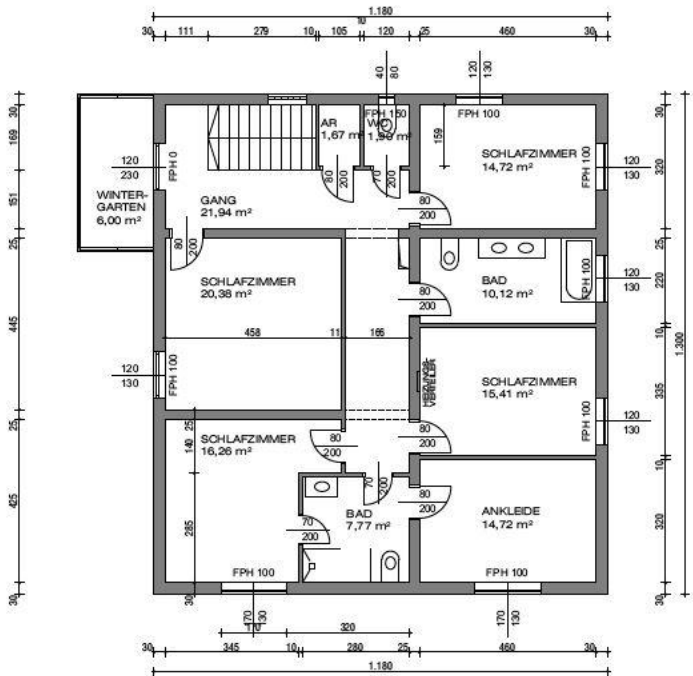 1.180
10
30 111 279 10 105 120 25 460 30
40
80
120
130
FPH 150
FPH 100
30
169
551
25
445
25
425
30
AR
1,67 m²
WC
1,90 m²
159
SCHLAFZIMMER
14,72 m²
FPH 100
120
130
120
230
FPH 0
80
200
70
200
WINTER-
GARTEN
6,00 m²
GANG
21,94 m²
80
200
80
200
SCHLAFZIMMER
20,38 m²
BAD
10,12 m²
FPH 100
120
130
80
200
458 11 166
120
130
FPH 100
HEIZUNGS-
VERTEILER
SCHLAFZIMMER
15,41 m²
FPH 100
120
130
30
320
25
220
10
335
10
320
30
1.300
25
140
285
30
SCHLAFZIMMER
16,26 m²
80
200
80
200
70
200
80
200
70
200
BAD
7,77 m²
ANKLEIDE
14,72 m²
FPH 100
FPH 100
170
130
170
130
170 320
30 345 10 280 25 460 30
1.180